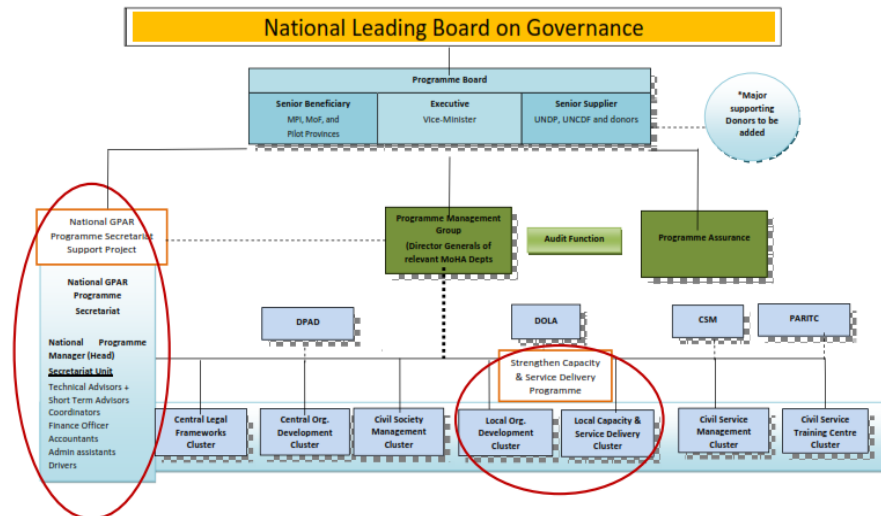 National Leading Board on Governance
Programme Board
Senior Beneficiary
MPI, MoF, and
Pilot Provinces
Executive
Vice-Minister
Senior Supplier
UNDP, UNCDF and donors
*Major
supporting
Donors to be
added
National GPAR
Programme Secretariat
Support Project
Programme Management
Group
(Director Generals of
relevant MoHA Depts
Audit Function
Programme Assurance
National GPAR
Programme
Secretariat
National Programme
Manager (Head)
Secretariat Unit
Technical Advisors +
Short Term Advisors
Coordinators
Finance Officer
Accountants
Admin assistants
Drivers
DPAD
DOLA
CSM
PARITC
Strengthen Capacity
& Service Delivery
Programme
Central Legal
Frameworks
Cluster
Central Org.
Development
Cluster
Civil Society
Management
Cluster
Local Org.
Development
Cluster
Local Capacity &
Service Delivery
Cluster
Civil Service
Management
Cluster
Civil Service
Training Centre
Cluster